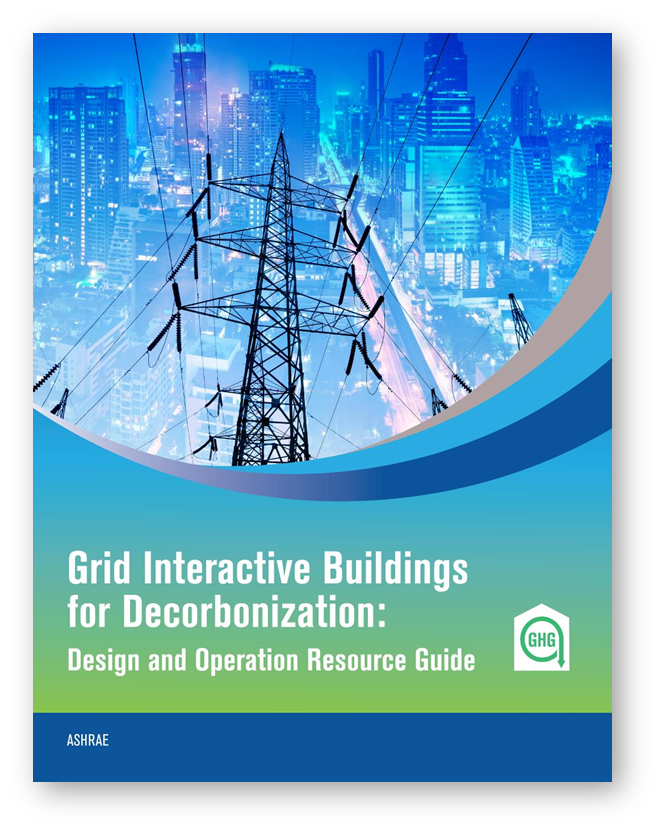 Grid Interactive Buildings
for Decorbonization:
Design and Operation Resource Guide
GHG
ASHRAE